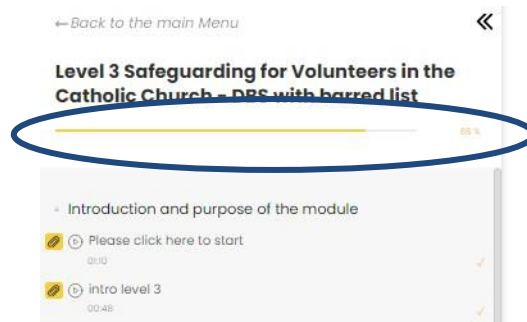 ←Back to the main Menu
Level 3 Safeguarding for Volunteers in the
Catholic Church - DBS with barred list
86 %
Introduction and purpose of the module
Please click here to start
01:10
intro level 3
00:48